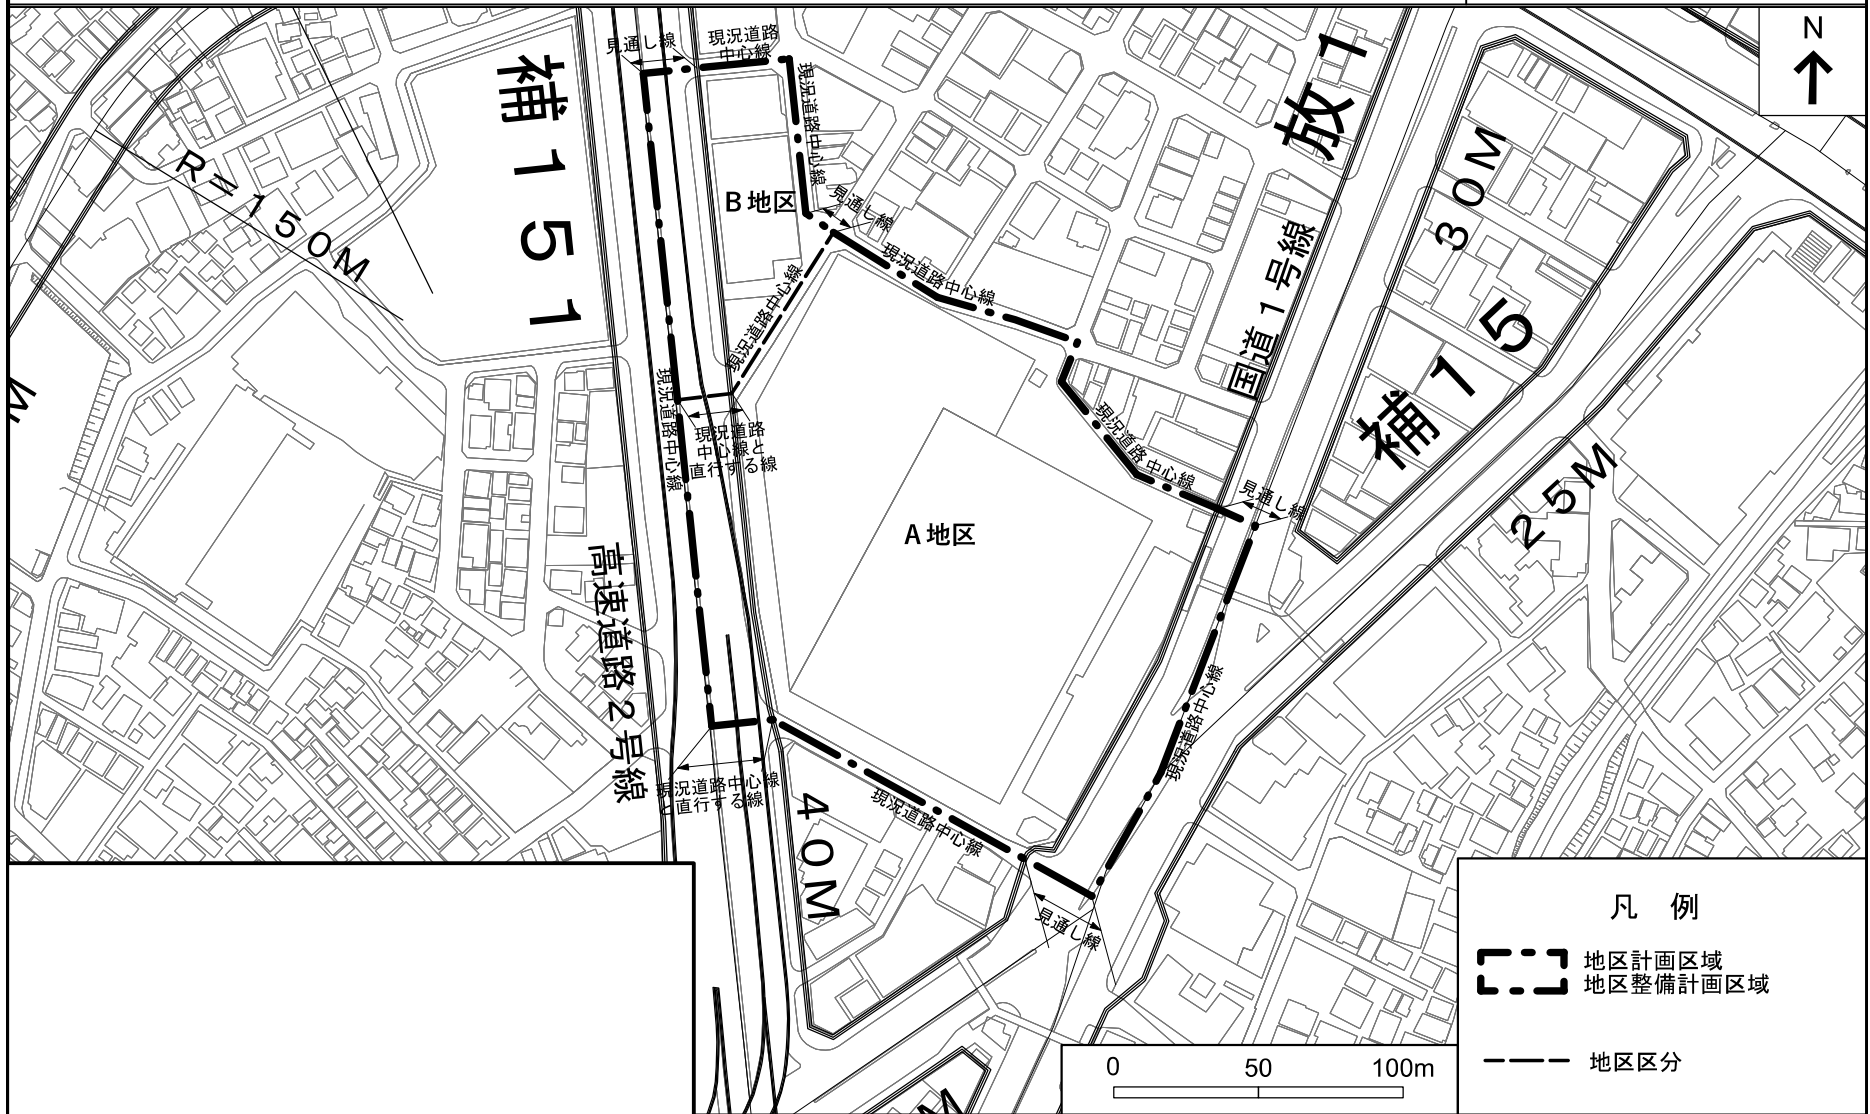 N
見通し線
現況道路
中心線
現況道路中心線
補151
放1
R=150M
B地区
見通し線
現況道路中心線
現況道路中心線
30M
国道1号線
補15
現況道路中心線
現況道路
中心線と
直行する線
現況道路中心線
見通し線
25M
A地区
高速道路2号線
現況道路中心線
現況道路中心線
と直行する線
現況道路中心線
40M
見通し線
M
M
凡 例
地区計画区域
地区整備計画区域
地区区分
0 50 100m